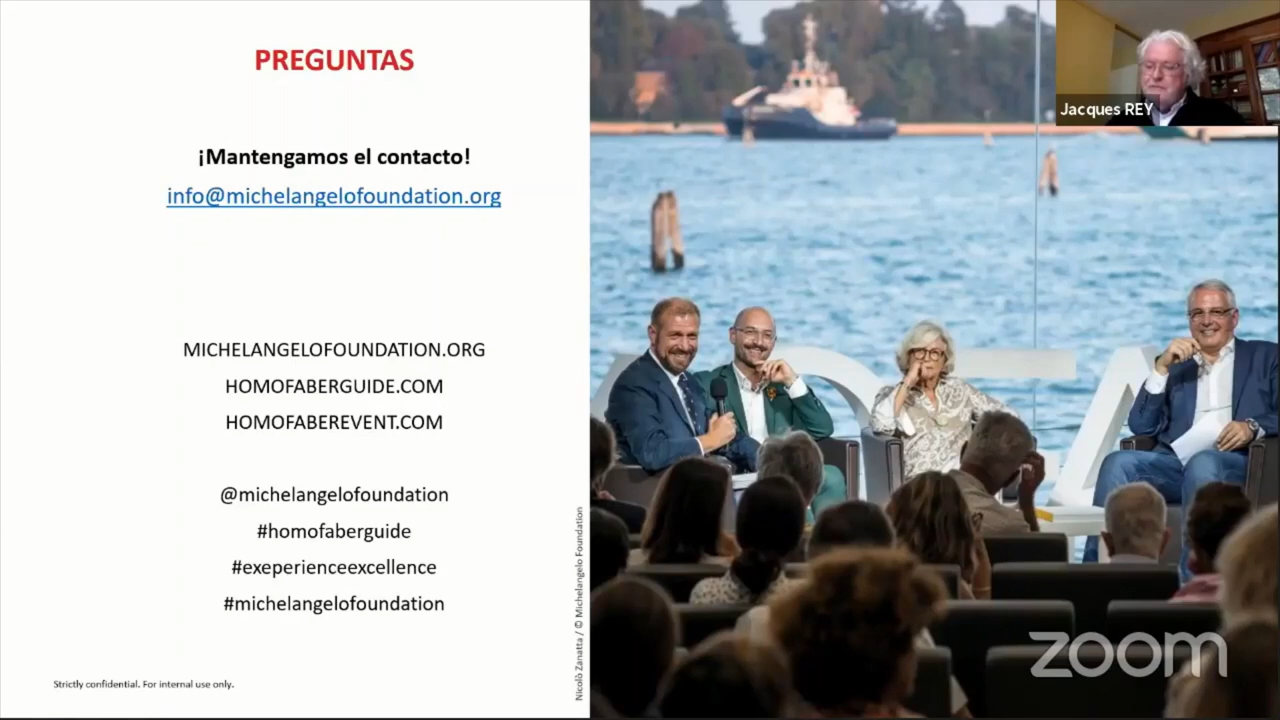 PREGUNTAS
¡Mantengamos el contacto!
info@michelangelofoundation.org
MICHELANGELOFOUNDATION.ORG
HOMOFABERGUIDE.COM
HOMOFABEREVENT.COM
@michelangelofoundation
#homofaberguide
#exeperienceexcellence
#michelangelofoundation
Strictly confidential. For internal use only.
Nicolò Zanatta / © Michelangelo Foundation
Jacques REY
zoom